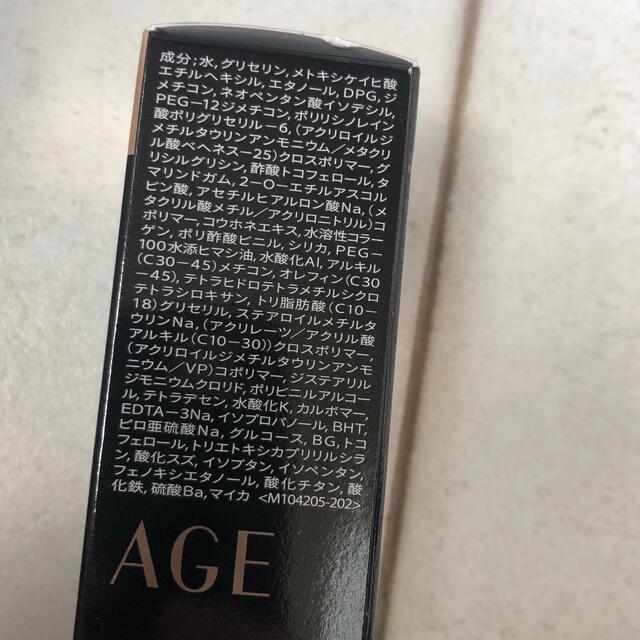 成分；水，グリセリン，メトキシケイヒ酸
エチルヘキシル，エタノール，DPG，ジ
メチコン，ネオペンタン酸イソデシル，
PEG－12ジメチコン，ポリリシノレイン
酸ポリグリセリル－6，（アクリロイルジ
メチルタウリンアンモニウム／メタクリ
ル酸ベヘネス－25）クロスポリマー，グ
リシルグリシン，酢酸トコフェロール，タ
マリンドガム，2－O－エチルアスコル
ビン酸，アセチルヒアルロン酸Na，（メ
タクリル酸メチル／アクリロニトリル）コ
ポリマー，コウホネエキス，水溶性コラー
ゲン，ポリ酢酸ビニル，シリカ，PEG－
100水添ヒマシ油，水酸化Al，アルキル
（C30－45）メチコン，オレフィン（C30
－45），テトラヒドロテトラメチルシクロ
テトラシロキサン，トリ脂肪酸（C10－
18）グリセリル，ステアロイルメチルタ
ウリンNa，（アクリレーツ／アクリル酸
アルキル（C10－30））クロスポリマー，
（アクリロイルジメチルタウリンアンモ
ニウム／VP）コポリマー，ジステアリル
ジモニウムクロリド，ポリビニルアルコー
ル，テトラデセン，水酸化K，カルボマー，
EDTA－3Na，イソプロパノール，BHT，
ピロ亜硫酸Na，グルコース，BG，トコ
フェロール，トリエトキシカプリリルシラ
ン，酸化スズ，イソブタン，イソペンタン，
フェノキシエタノール，酸化チタン，酸
化鉄，硫酸Ba，マイカ <M104205-202>
AGE